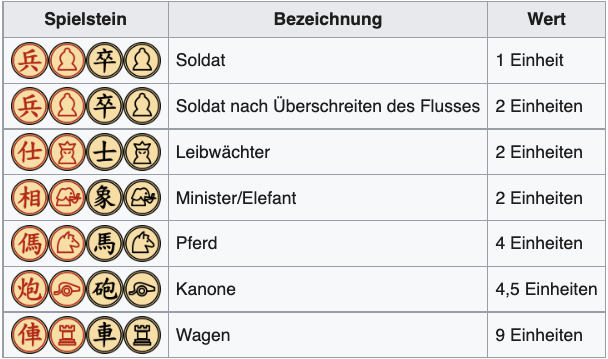 Spielstein Bezeichnung Wert
兵 卒 Soldat 1 Einheit
兵 卒 Soldat nach Überschreiten des Flusses 2 Einheiten
仕 士 Leibwächter 2 Einheiten
相 象 Minister/Elefant 2 Einheiten
傌 馬 Pferd 4 Einheiten
炮 砲 Kanone 4,5 Einheiten
俥 車 Wagen 9 Einheiten